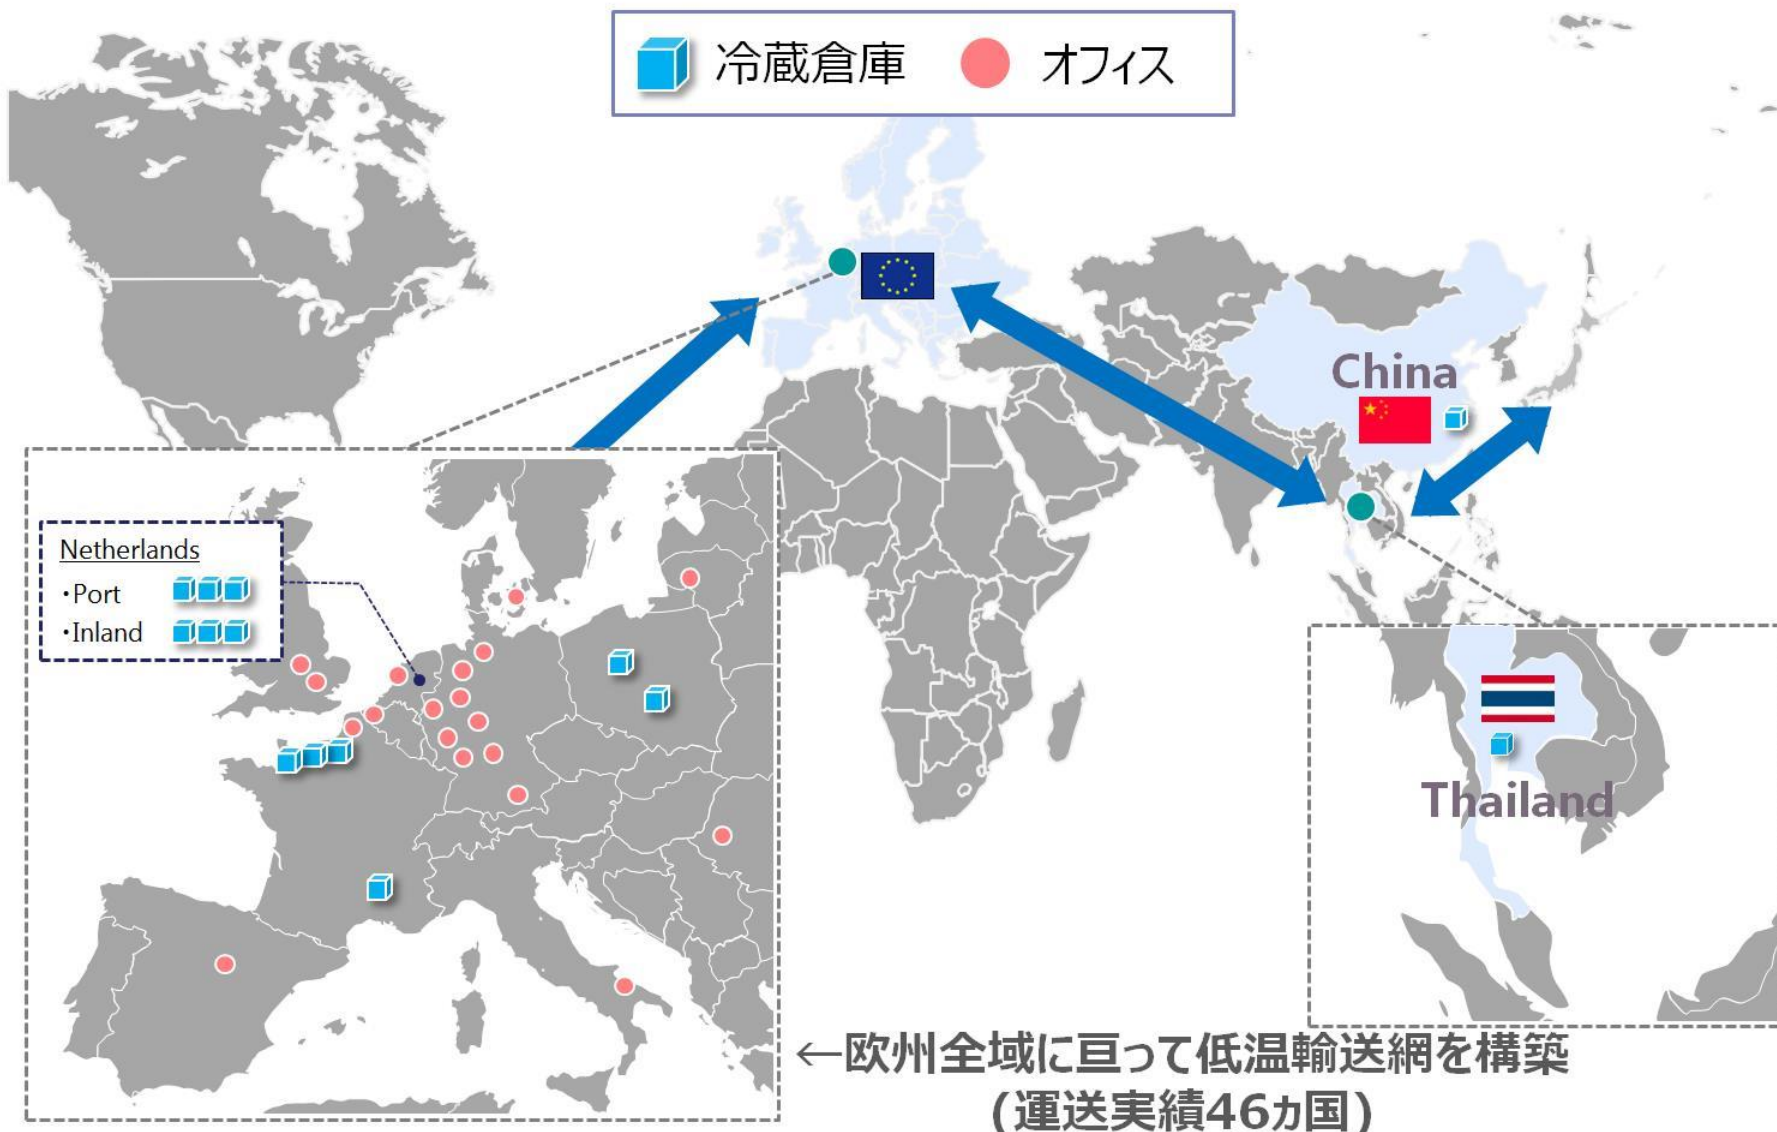 冷蔵倉庫
オフィス
China
Netherlands
・Port
・Inland
Thailand
←欧州全域に亘って低温輸送網を構築
(運送実績46ヵ国)